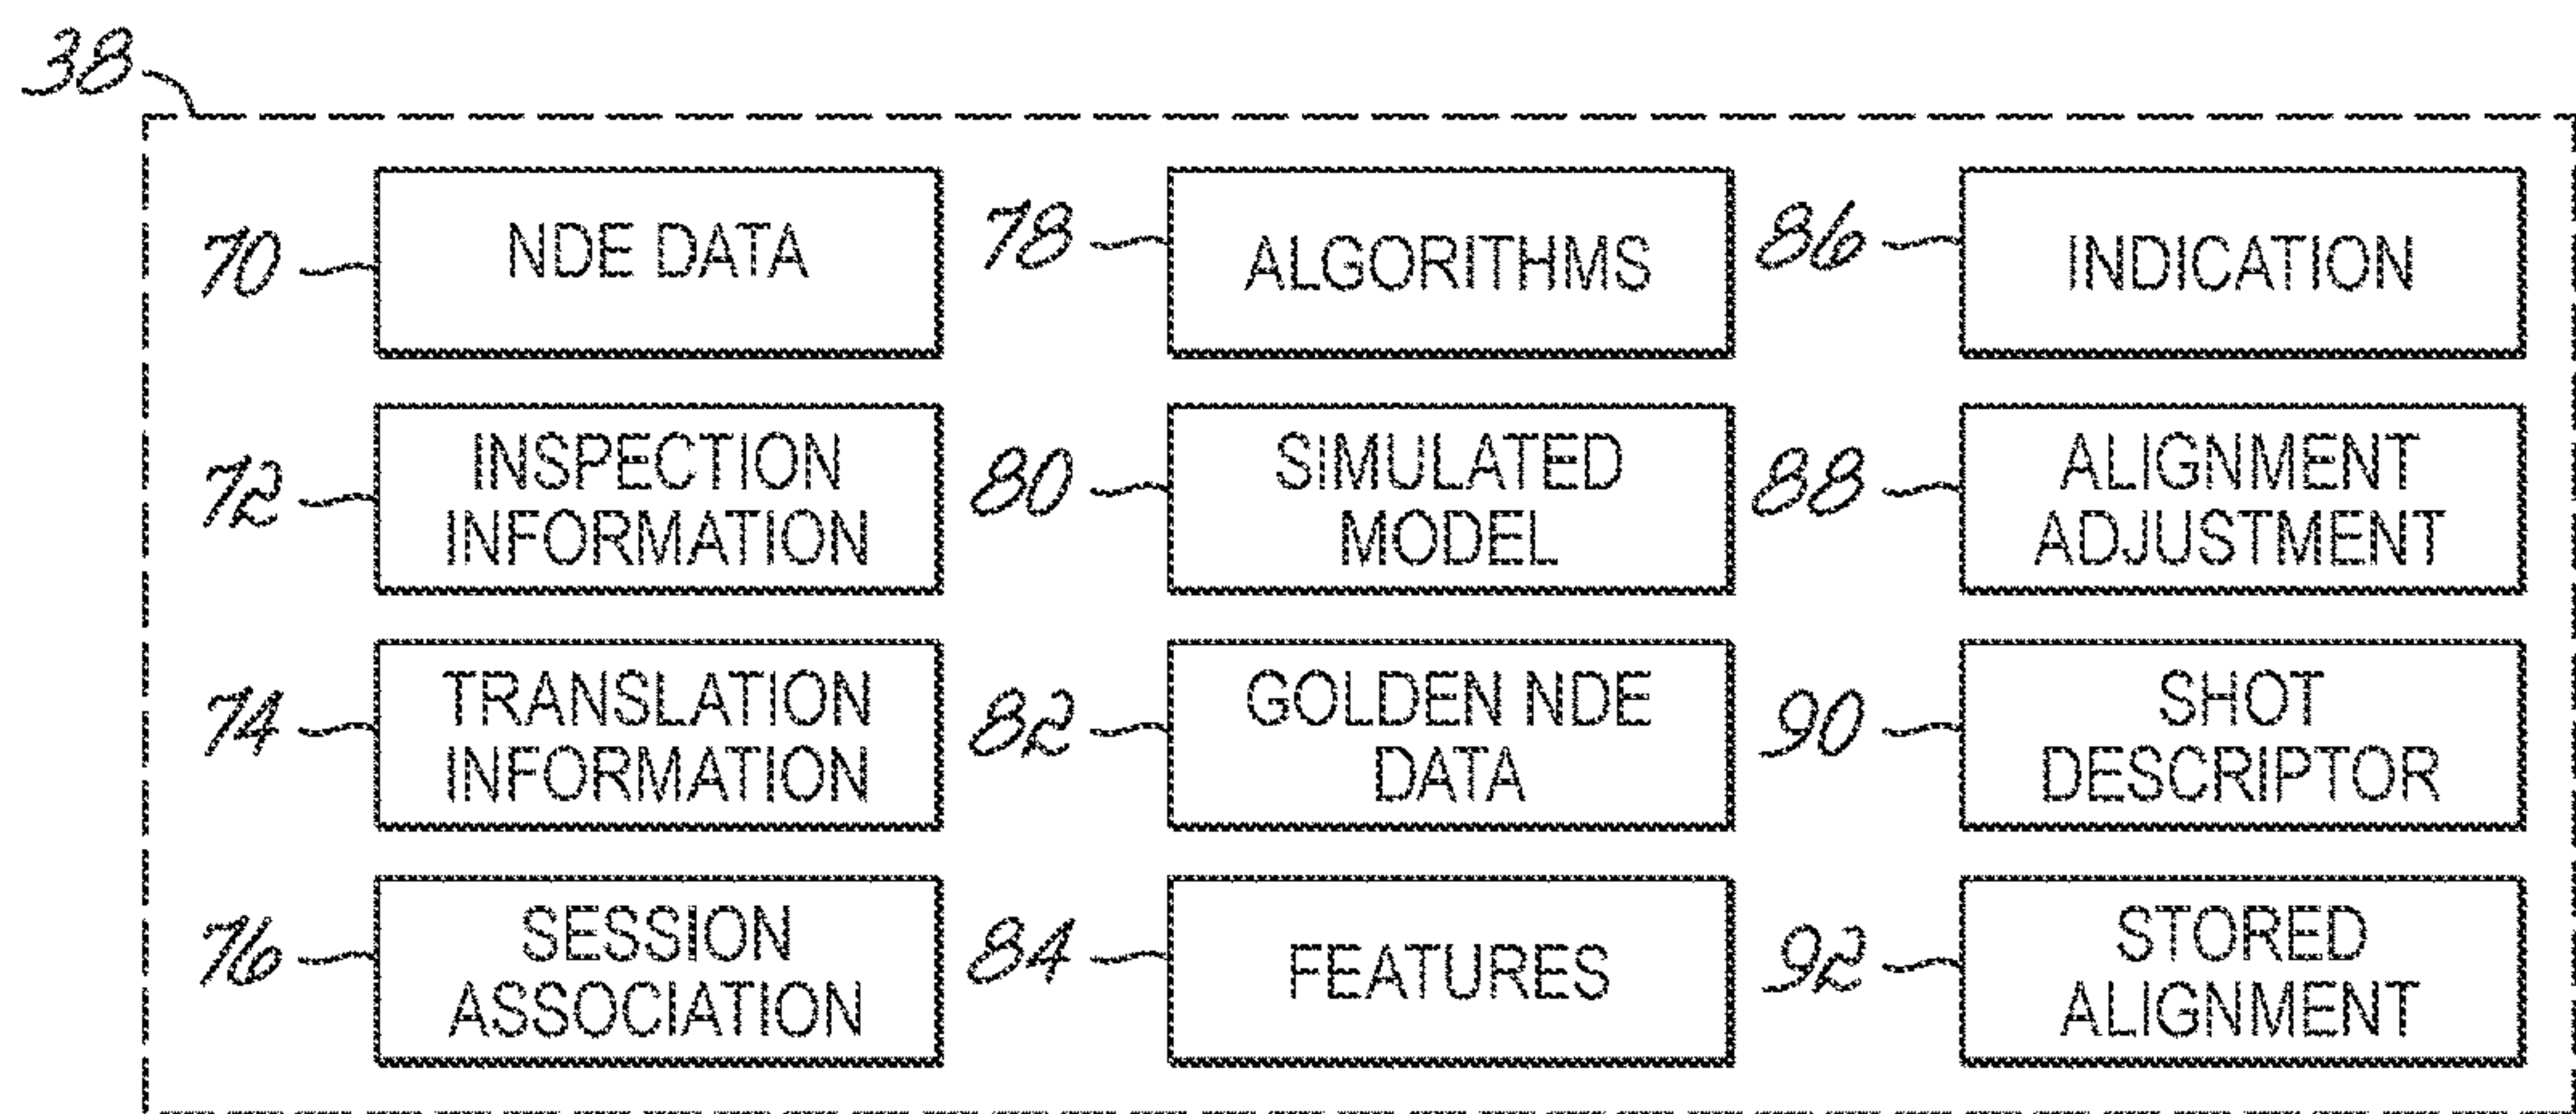 38
70
NDE DATA
78
ALGORITHMS
86
INDICATION
72
INSPECTION
INFORMATION
80
SIMULATED
MODEL
88
ALIGNMENT
ADJUSTMENT
74
TRANSLATION
INFORMATION
82
GOLDEN NDE
DATA
90
SHOT
DESCRIPTOR
76
SESSION
ASSOCIATION
84
FEATURES
92
STORED
ALIGNMENT